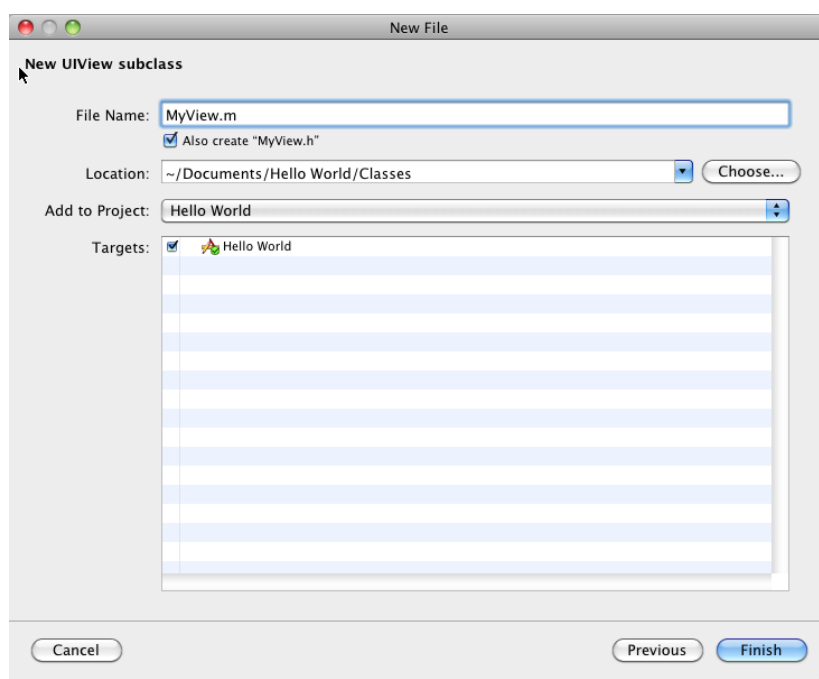 New File
New UIView subclass
File Name: MyView.m
Also create “MyView.h”
Location: ~/Documents/Hello World/Classes Choose...
Add to Project: Hello World
Targets: Hello World
Cancel Previous Finish